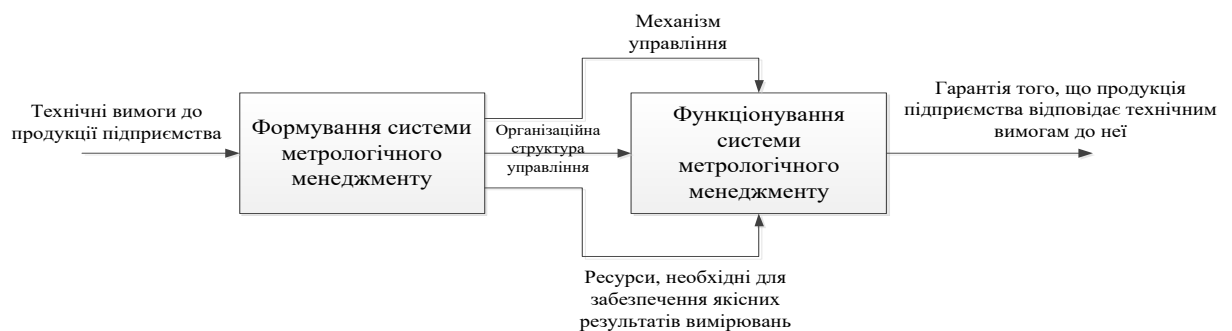 Механізм
управління
Технічні вимоги до
продукції підприємства
Формування системи
метрологічного
менеджменту
Організаційна
структура
управління
Функціонування
системи
метрологічного
менеджменту
Гарантія того, що продукція
підприємства відповідає технічним
вимогам до неї
Ресурси, необхідні для
забезпечення якісних
результатів вимірювань